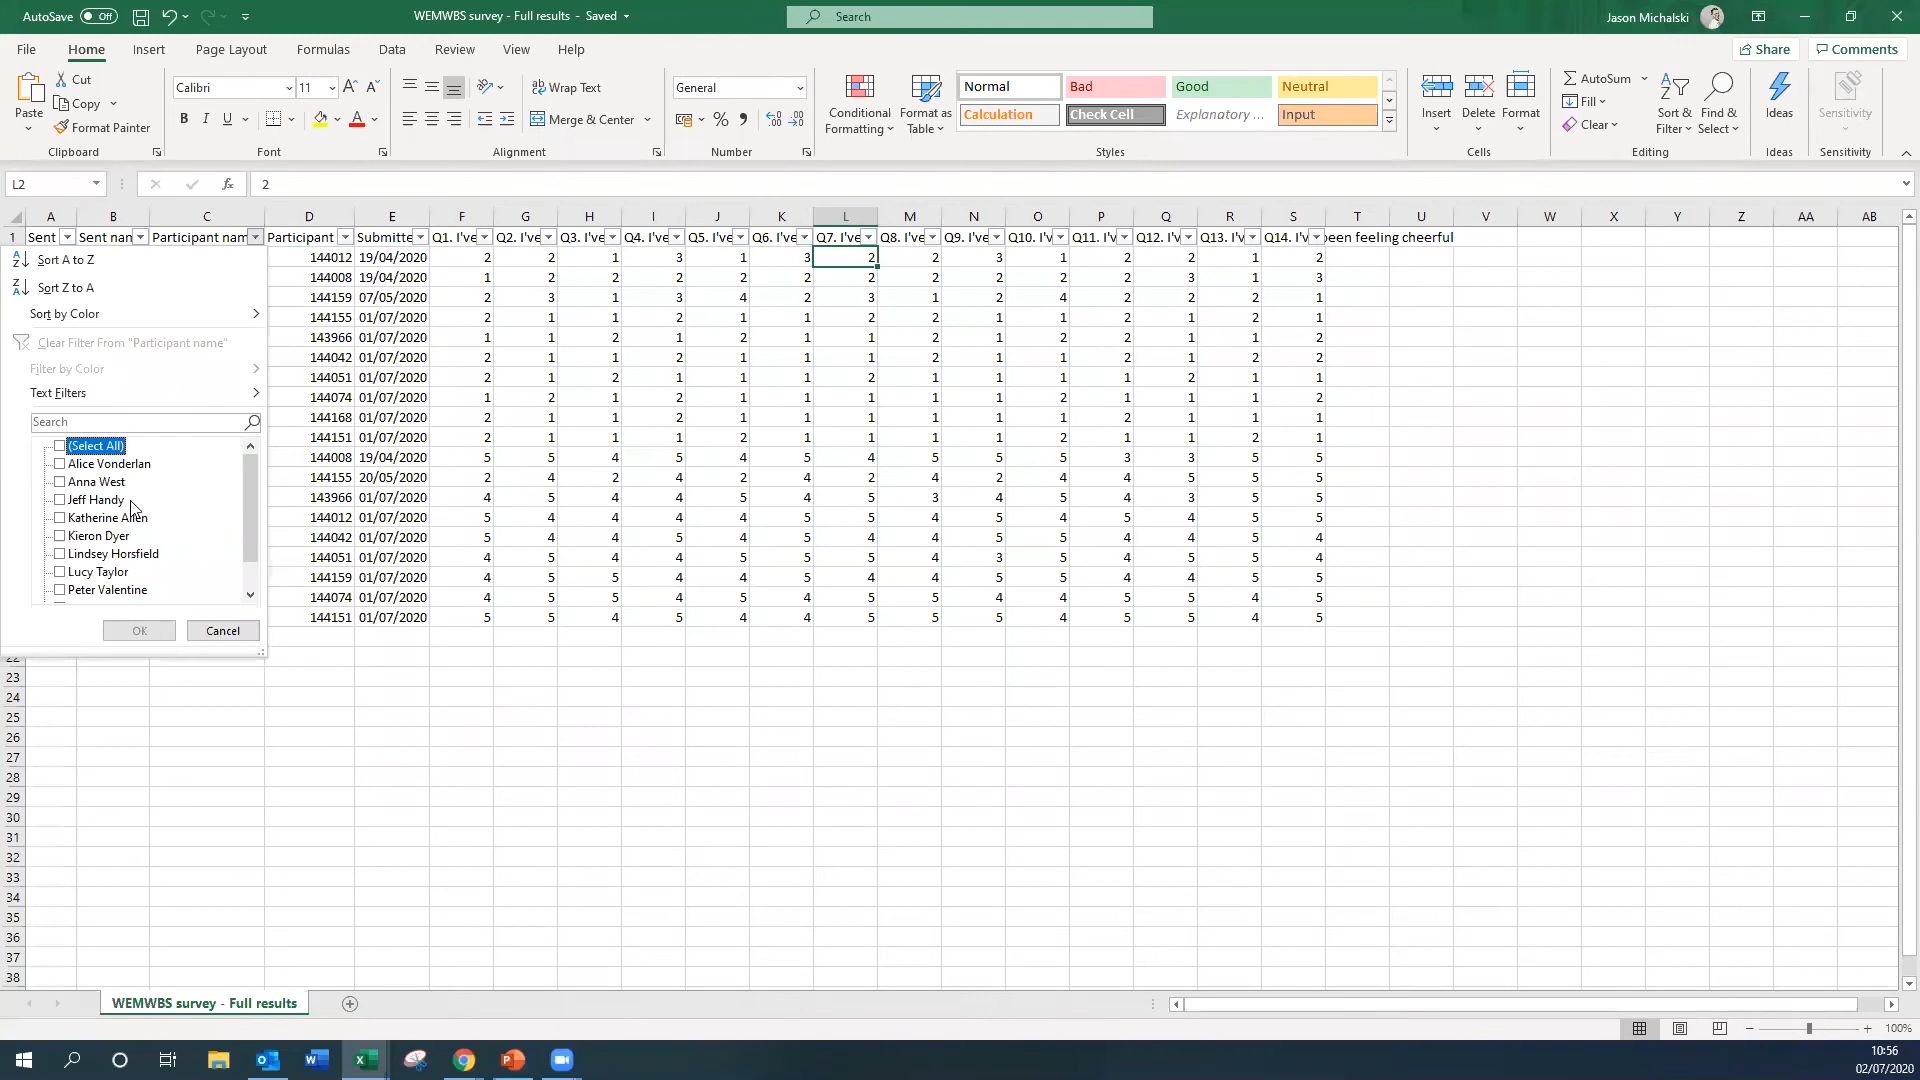 AutoSave Off WEMWBS survey - Full results - Saved Search Jason Michalski
File Home Insert Page Layout Formulas Data Review View Help Share Comments
Paste Cut Copy Format Painter Clipboard
Calibri 11 B I U A Font
Wrap Text Merge & Center Alignment
General % Number
Conditional Formatting Format as Table Normal Bad Good Neutral Calculation Check Cell Explanatory ... Input Styles
Insert Delete Format Cells
AutoSum Fill Clear Sort & Filter Find & Select Editing
Ideas Ideas
Sensitivity Sensitivity
L2 fx 2
A B C D E F G H I J K L M N O P Q R S T U V W X Y Z AA AB
1 Sent Sent nan Participant nam Participant Submitte Q1. I've Q2. I've Q3. I've Q4. I've Q5. I've Q6. I've Q7. I've Q8. I've Q9. I've Q10. I'v Q11. I'v Q12. I'v Q13. I'v Q14. I'v been feeling cheerful
144012 19/04/2020 2 2 1 3 1 3 2 2 3 1 2 2 1 2
144008 19/04/2020 1 2 2 2 2 2 2 2 2 2 2 3 1 3
144159 07/05/2020 2 3 1 3 4 2 3 1 2 4 2 2 2 1
144155 01/07/2020 2 1 1 2 1 1 2 2 1 1 2 1 2 1
143966 01/07/2020 1 1 2 1 2 1 1 1 1 2 2 1 1 2
144042 01/07/2020 2 1 1 2 1 1 1 2 1 1 2 1 2 2
144051 01/07/2020 2 1 2 1 1 1 2 1 1 1 1 2 1 1
144074 01/07/2020 1 2 1 2 1 1 1 1 1 2 1 1 1 2
144168 01/07/2020 2 1 1 2 1 1 1 1 1 1 2 1 1 1
144151 01/07/2020 2 1 1 1 2 1 1 1 1 2 1 1 2 1
144008 19/04/2020 5 5 4 5 4 5 4 5 5 5 3 3 5 5
144155 20/05/2020 2 4 2 4 2 4 2 4 2 4 4 5 5 5
143966 01/07/2020 4 5 4 4 5 4 5 3 4 5 4 3 5 5
144012 01/07/2020 5 4 4 4 4 5 5 4 5 4 5 4 5 5
144042 01/07/2020 5 4 4 5 4 5 4 4 5 5 4 4 5 5
144051 01/07/2020 4 5 4 4 5 5 5 4 3 5 4 5 5 4
144159 01/07/2020 4 5 5 4 4 5 4 4 5 5 4 4 5 5
144074 01/07/2020 4 5 5 4 5 4 5 5 4 4 5 5 4 5
144151 01/07/2020 5 5 4 5 4 4 5 5 5 4 5 5 4 5
Sort A to Z
Sort Z to A
Sort by Color
Clear Filter From "Participant name"
Filter by Color
Text Filters
Search
(Select All)
Alice Vonderlan
Anna West
Jeff Handy
Katherine Allen
Kieron Dyer
Lindsey Horsfield
Lucy Taylor
Peter Valentine
OK Cancel
23
24
25
26
27
28
29
30
31
32
33
34
35
36
37
38
WEMWBS survey - Full results
100%
10:56
02/07/2020